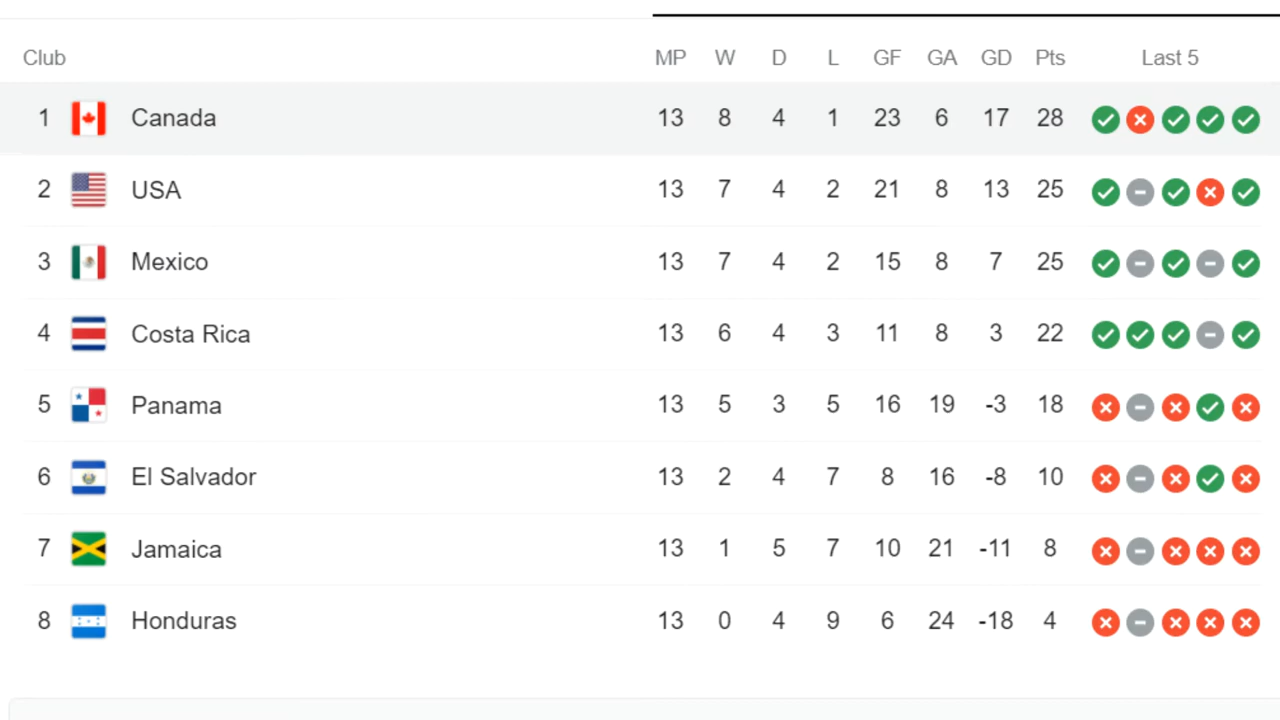 Club MP W D L GF GA GD Pts Last 5
1 Canada 13 8 4 1 23 6 17 28
2 USA 13 7 4 2 21 8 13 25
3 Mexico 13 7 4 2 15 8 7 25
4 Costa Rica 13 6 4 3 11 8 3 22
5 Panama 13 5 3 5 16 19 -3 18
6 El Salvador 13 2 4 7 8 16 -8 10
7 Jamaica 13 1 5 7 10 21 -11 8
8 Honduras 13 0 4 9 6 24 -18 4